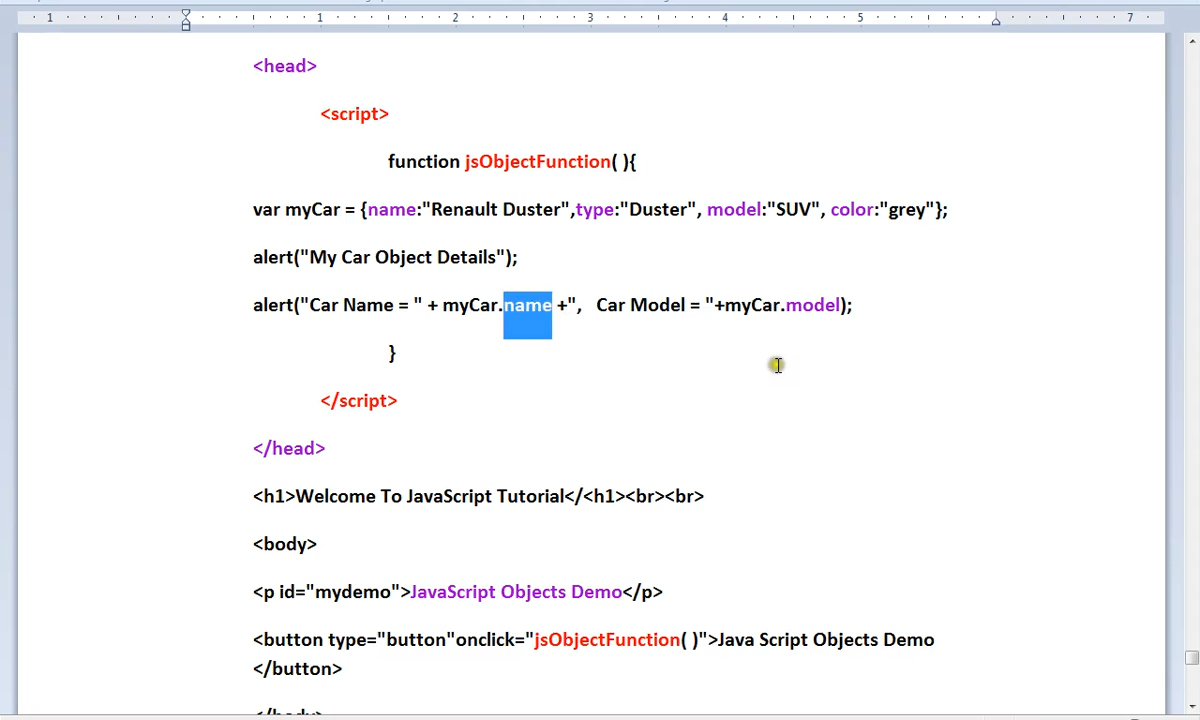 1 1 2 3 4 5 7
<head>
<script>
function jsObjectFunction( ){
var myCar = {name:"Renault Duster",type:"Duster", model:"SUV", color:"grey"};
alert("My Car Object Details");
alert("Car Name = " + myCar.name +",   Car Model = "+myCar.model);
}
</script>
</head>
<h1>Welcome To JavaScript Tutorial</<h1><br><br>
<body>
<p id="mydemo">JavaScript Objects Demo</p>
<button type="button"onclick="jsObjectFunction( )">Java Script Objects Demo
</button>
</body>